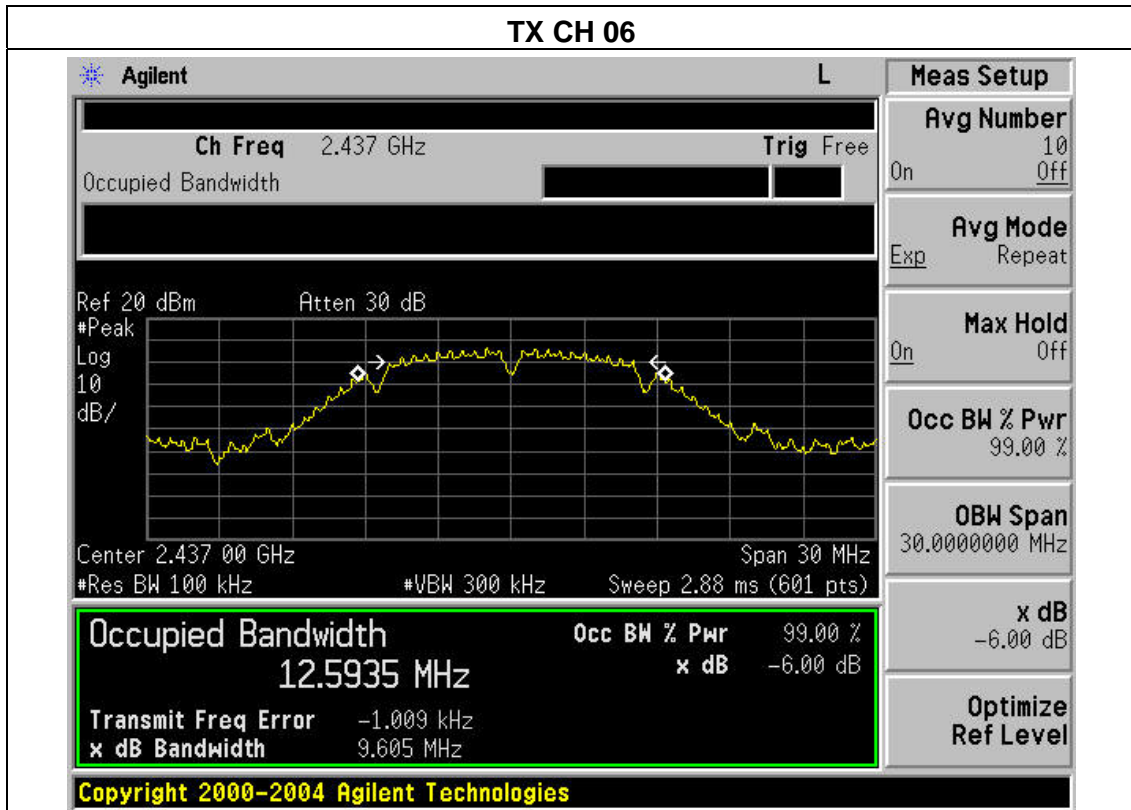 TX CH 06
Agilent L Meas Setup
Ch Freq 2.437 GHz Trig Free
Occupied Bandwidth
Avg Number
10
On Off
Avg Mode
Exp Repeat
Max Hold
On Off
Occ BW % Pwr
99.00 %
OBW Span
30.0000000 MHz
x dB
-6.00 dB
Optimize
Ref Level
Ref 20 dBm Atten 30 dB
#Peak
Log
10
dB/
Center 2.437 00 GHz Span 30 MHz
#Res BW 100 kHz #VBW 300 kHz Sweep 2.88 ms (601 pts)
Occupied Bandwidth Occ BW % Pwr 99.00 %
12.5935 MHz x dB -6.00 dB
Transmit Freq Error -1.009 kHz
x dB Bandwidth 9.605 MHz
Copyright 2000-2004 Agilent Technologies